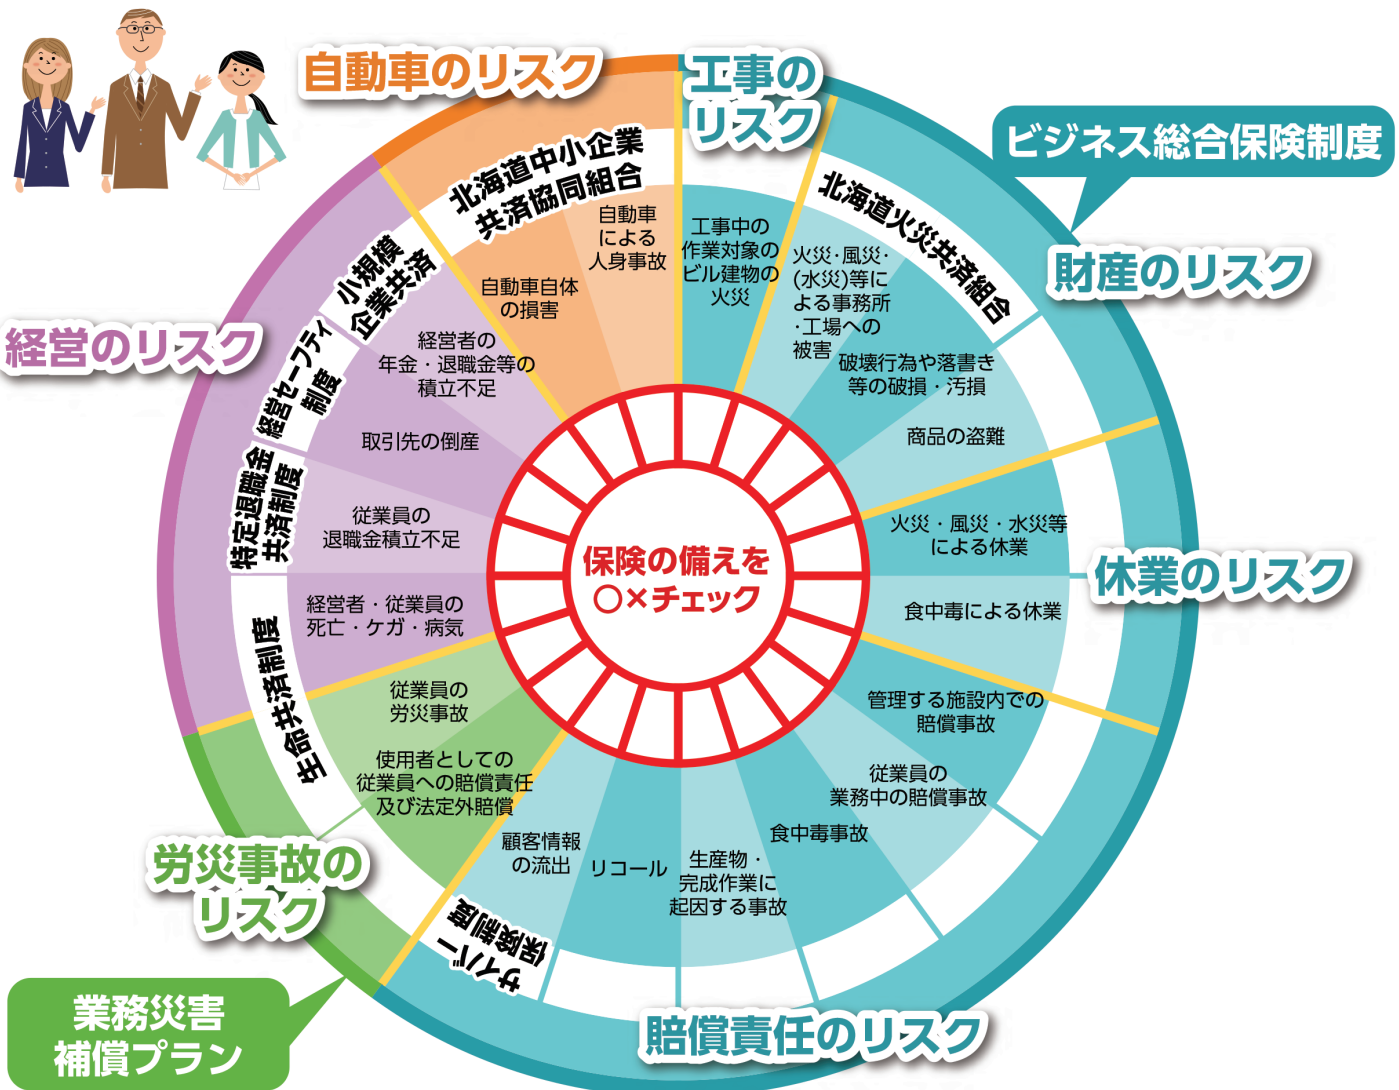 自動車のリスク
工事の
リスク
ビジネス総合保険制度
財産のリスク
休業のリスク
賠償責任のリスク
労災事故の
リスク
業務災害
補償プラン
経営のリスク
北海道中小企業
共済協同組合
北海道火災共済組合
小規模
企業共済
経営セーフティ
制度
特定退職金
共済制度
生命共済制度
サイバー
保険制度
自動車
による
人身事故
自動車自体
の損害
工事中の
作業対象の
ビル建物の
火災
火災・風災・
(水災)等に
よる事務所
・工場への
被害
破壊行為や落書き
等の破損・汚損
商品の盗難
火災・風災・水災等
による休業
食中毒による休業
管理する施設内での
賠償事故
従業員の
業務中の賠償事故
食中毒事故
生産物・
完成作業に
起因する事故
リコール
顧客情報
の流出
使用者としての
従業員への賠償責任
及び法定外賠償
従業員の
労災事故
経営者・従業員の
死亡・ケガ・病気
従業員の
退職金積立不足
取引先の倒産
経営者の
年金・退職金等の
積立不足
保険の備えを
○×チェック